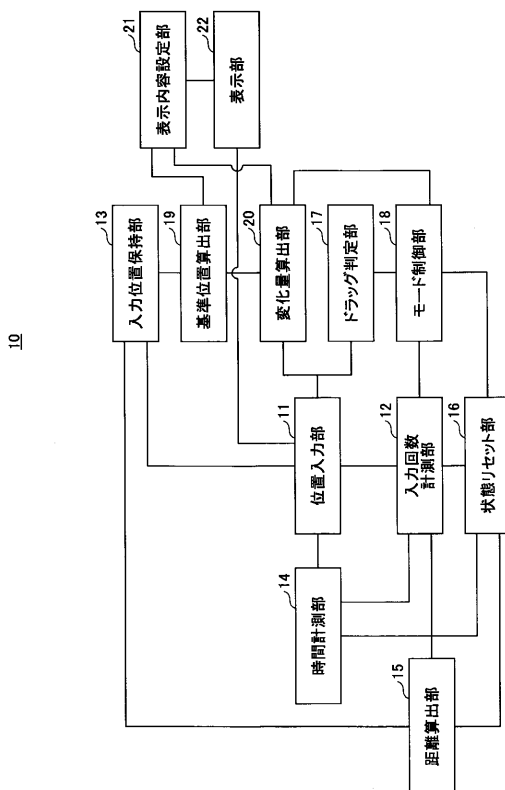 10
13
入力位置保持部
19
基準位置算出部
21
表示内容設定部
22
表示部
20
変化量算出部
17
ドラッグ判定部
18
モード制御部
11
位置入力部
12
入力回数
計測部
16
状態リセット部
14
時間計測部
15
距離算出部